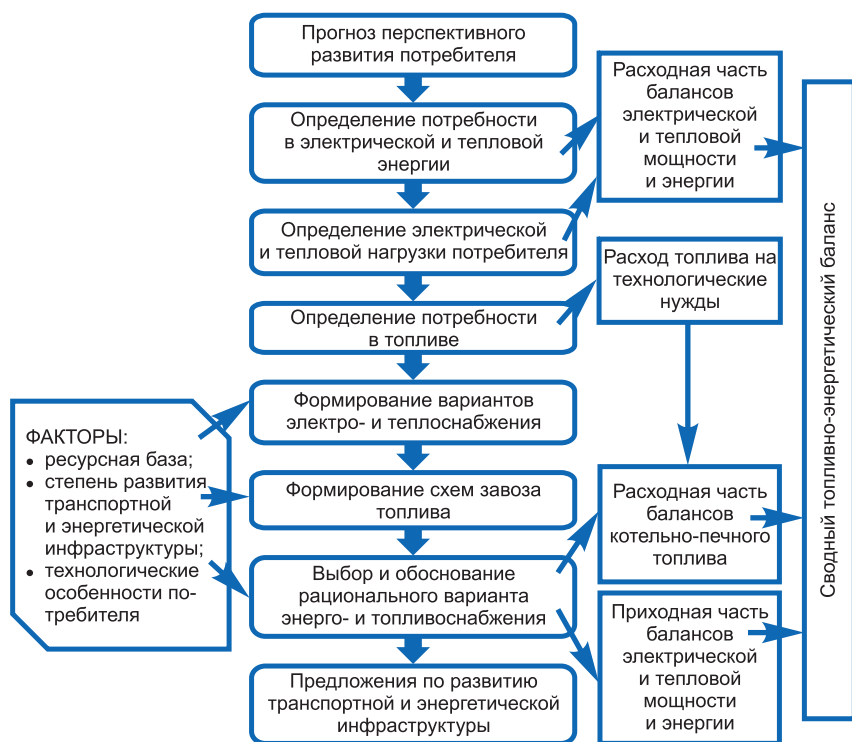 Прогноз перспективного
развития потребителя
Определение потребности
в электрической и тепловой
энергии
Определение электрической
и тепловой нагрузки потребителя
Определение потребности
в топливе
Формирование вариантов
электро- и теплоснабжения
Формирование схем завоза
топлива
Выбор и обоснование
рационального варианта
энерго- и топливоснабжения
Предложения по развитию
транспортной и энергетической
инфраструктуры
ФАКТОРЫ:
• ресурсная база;
• степень развития
транспортной
и энергетической
инфраструктуры;
• технологические
особенности по-
требителя
Расходная часть
балансов
электрической
и тепловой
мощности
и энергии
Расход топлива на
технологические
нужды
Расходная часть
балансов
котельно-печного
топлива
Приходная часть
балансов
электрической
и тепловой
мощности
и энергии
Сводный топливно-энергетический баланс